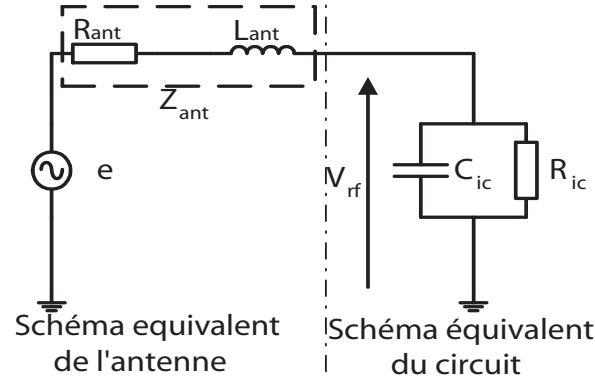 Rant
Lant
Zant
e
Vrf
Cic
Ric
Schéma equivalent
de l'antenne
Schéma équivalent
du circuit